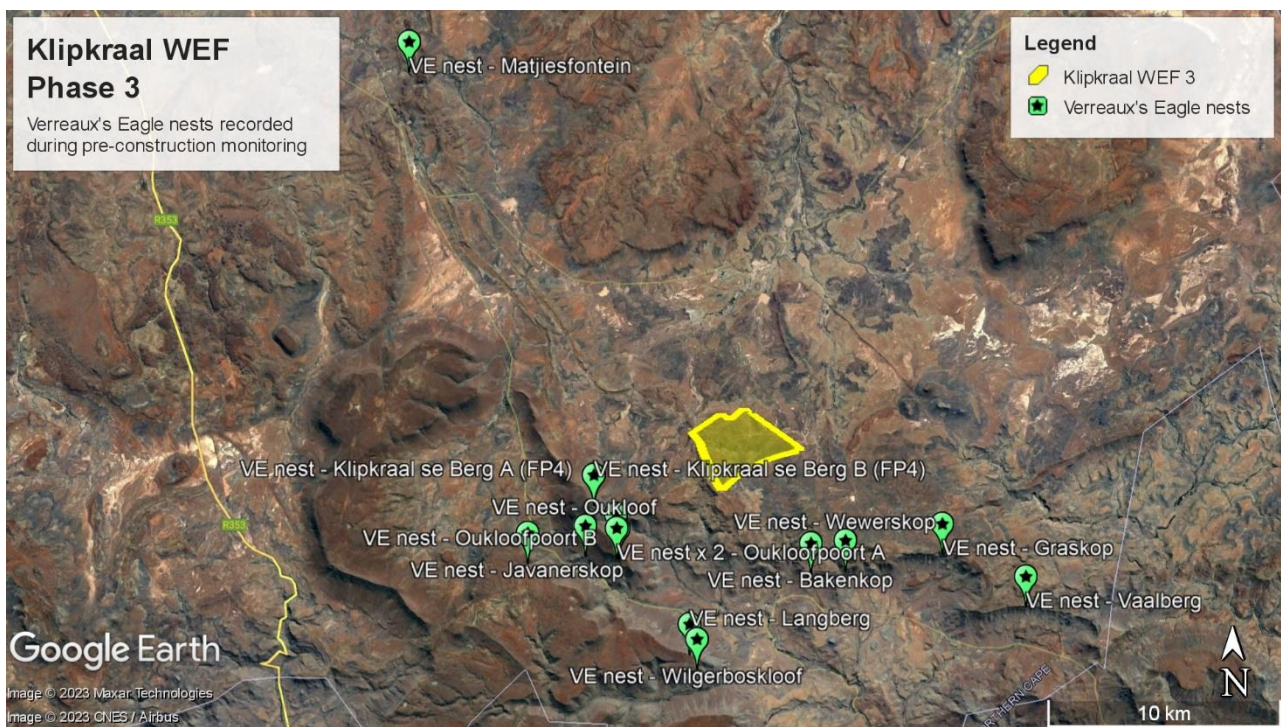 Klipkraal WEF
Phase 3
Verreaux's Eagle nests recorded
during pre-construction monitoring
VE nest - Matjiesfontein
Legend
Klipkraal WEF 3
Verreaux's Eagle nests
R353
VE nest - Klipkraal se Berg A (FP4)
VE nest - Klipkraal se Berg B (FP4)
VE nest - Oukloof
R353
VE nest - Oukloofpoort B
VE nest - Wewerskop
VE nest x 2 - Oukloofpoort A
VE nest - Graskop
VE nest - Javanerskop
VE nest - Bakenkop
VE nest - Vaalberg
VE nest - Langberg
VE nest - Wilgerboskloof
Google Earth
Image © 2023 Maxar Technologies
Image © 2023 CNES / Airbus
RTHERN CAPE
N
10 km